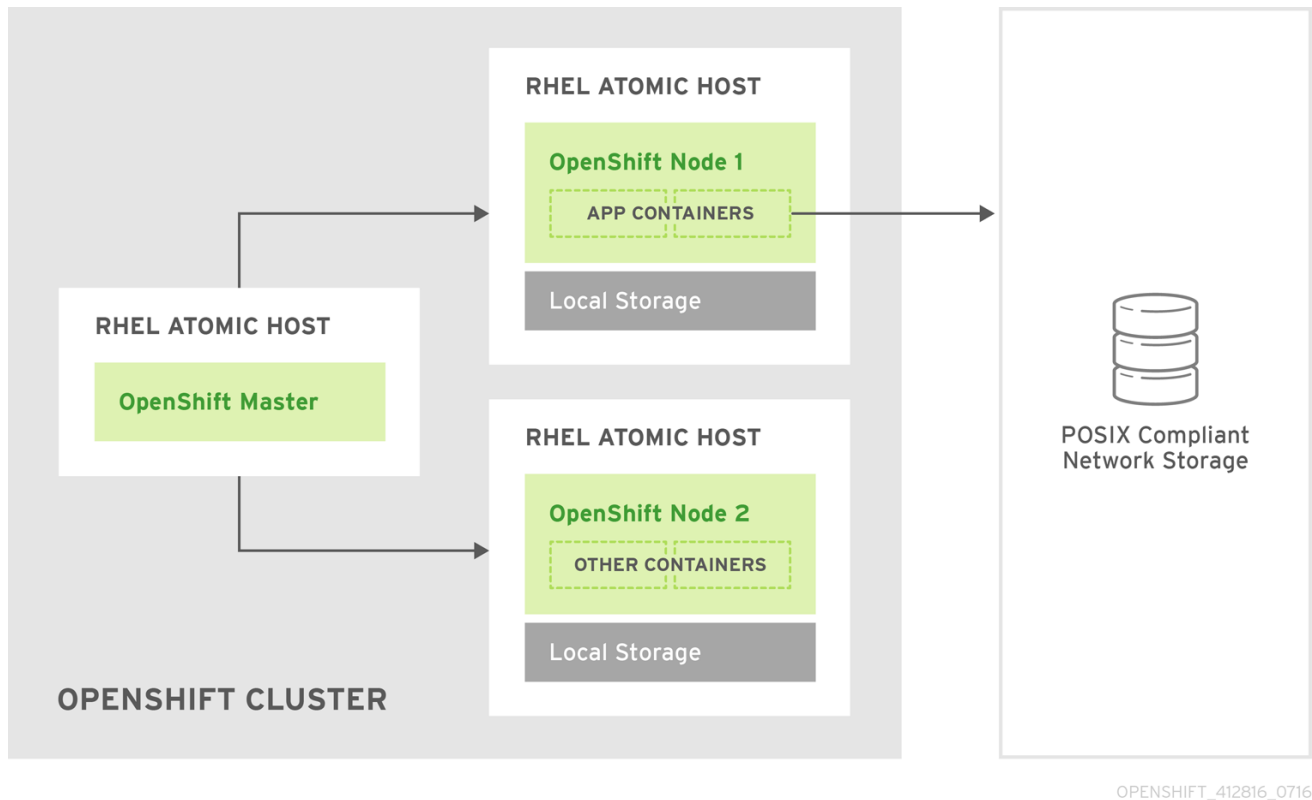 RHEL ATOMIC HOST
OpenShift Node 1
APP CONTAINERS
Local Storage
RHEL ATOMIC HOST
OpenShift Master
RHEL ATOMIC HOST
OpenShift Node 2
OTHER CONTAINERS
Local Storage
OPENSHIFT CLUSTER
POSIX Compliant
Network Storage
OPENSHIFT_412816_0716